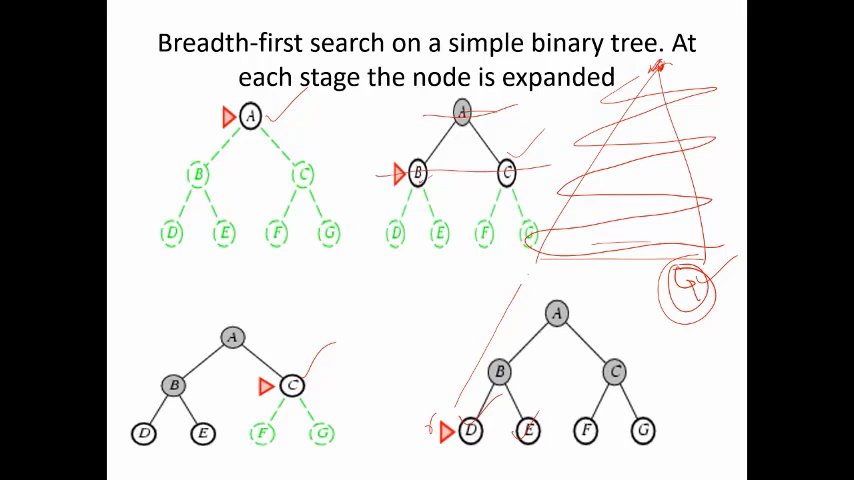 Breadth-first search on a simple binary tree. At
each stage the node is expanded
A
B C
D E F G
A
B C
D E F G
G
A
B C
D E F G
A
B C
D E F G